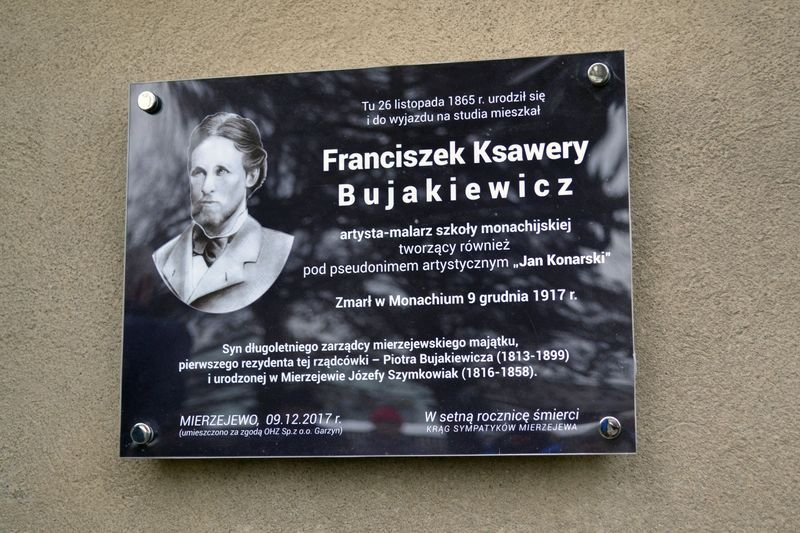 Tu 26 listopada 1865 r. urodził się
i do wyjazdu na studia mieszkał
Franciszek Ksawery
Bujakiewicz
artysta-malarz szkoły monachijskiej
tworzący również
pod pseudonimem artystycznym „Jan Konarski”
Zmarł w Monachium 9 grudnia 1917 r.
Syn długoletniego zarządcy mierzejewskiego majątku,
pierwszego rezydenta tej rządcówki – Piotra Bujakiewicza (1813-1899)
i urodzonej w Mierzejewie Józefy Szymkowiak (1816-1858).
MIERZEJEWO, 09.12.2017 r.
(umieszczono za zgodą OHZ Sp.z o.o. Garzyn)
W setną rocznicę śmierci
KRĄG SYMPATYKÓW MIERZEJEWA